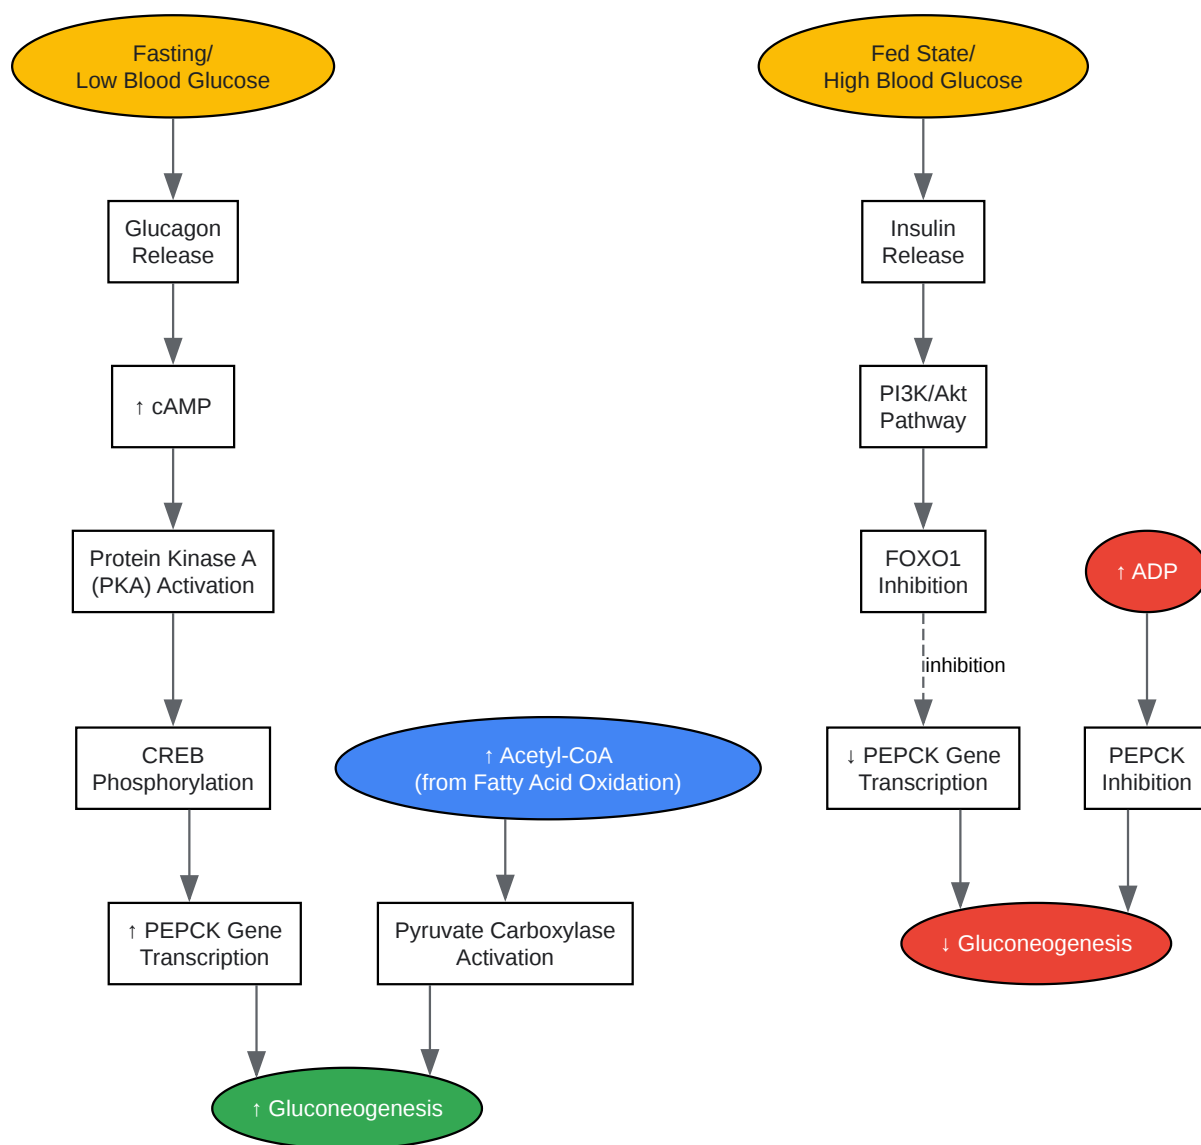 Fasting/
Low Blood Glucose
Glucagon
Release
↑ cAMP
Protein Kinase A
(PKA) Activation
CREB
Phosphorylation
↑ PEPCK Gene
Transcription
↑ Acetyl-CoA
(from Fatty Acid Oxidation)
Pyruvate Carboxylase
Activation
↑ Gluconeogenesis
Fed State/
High Blood Glucose
Insulin
Release
PI3K/Akt
Pathway
FOXO1
Inhibition
inhibition
↓ PEPCK Gene
Transcription
↑ ADP
PEPCK
Inhibition
↓ Gluconeogenesis